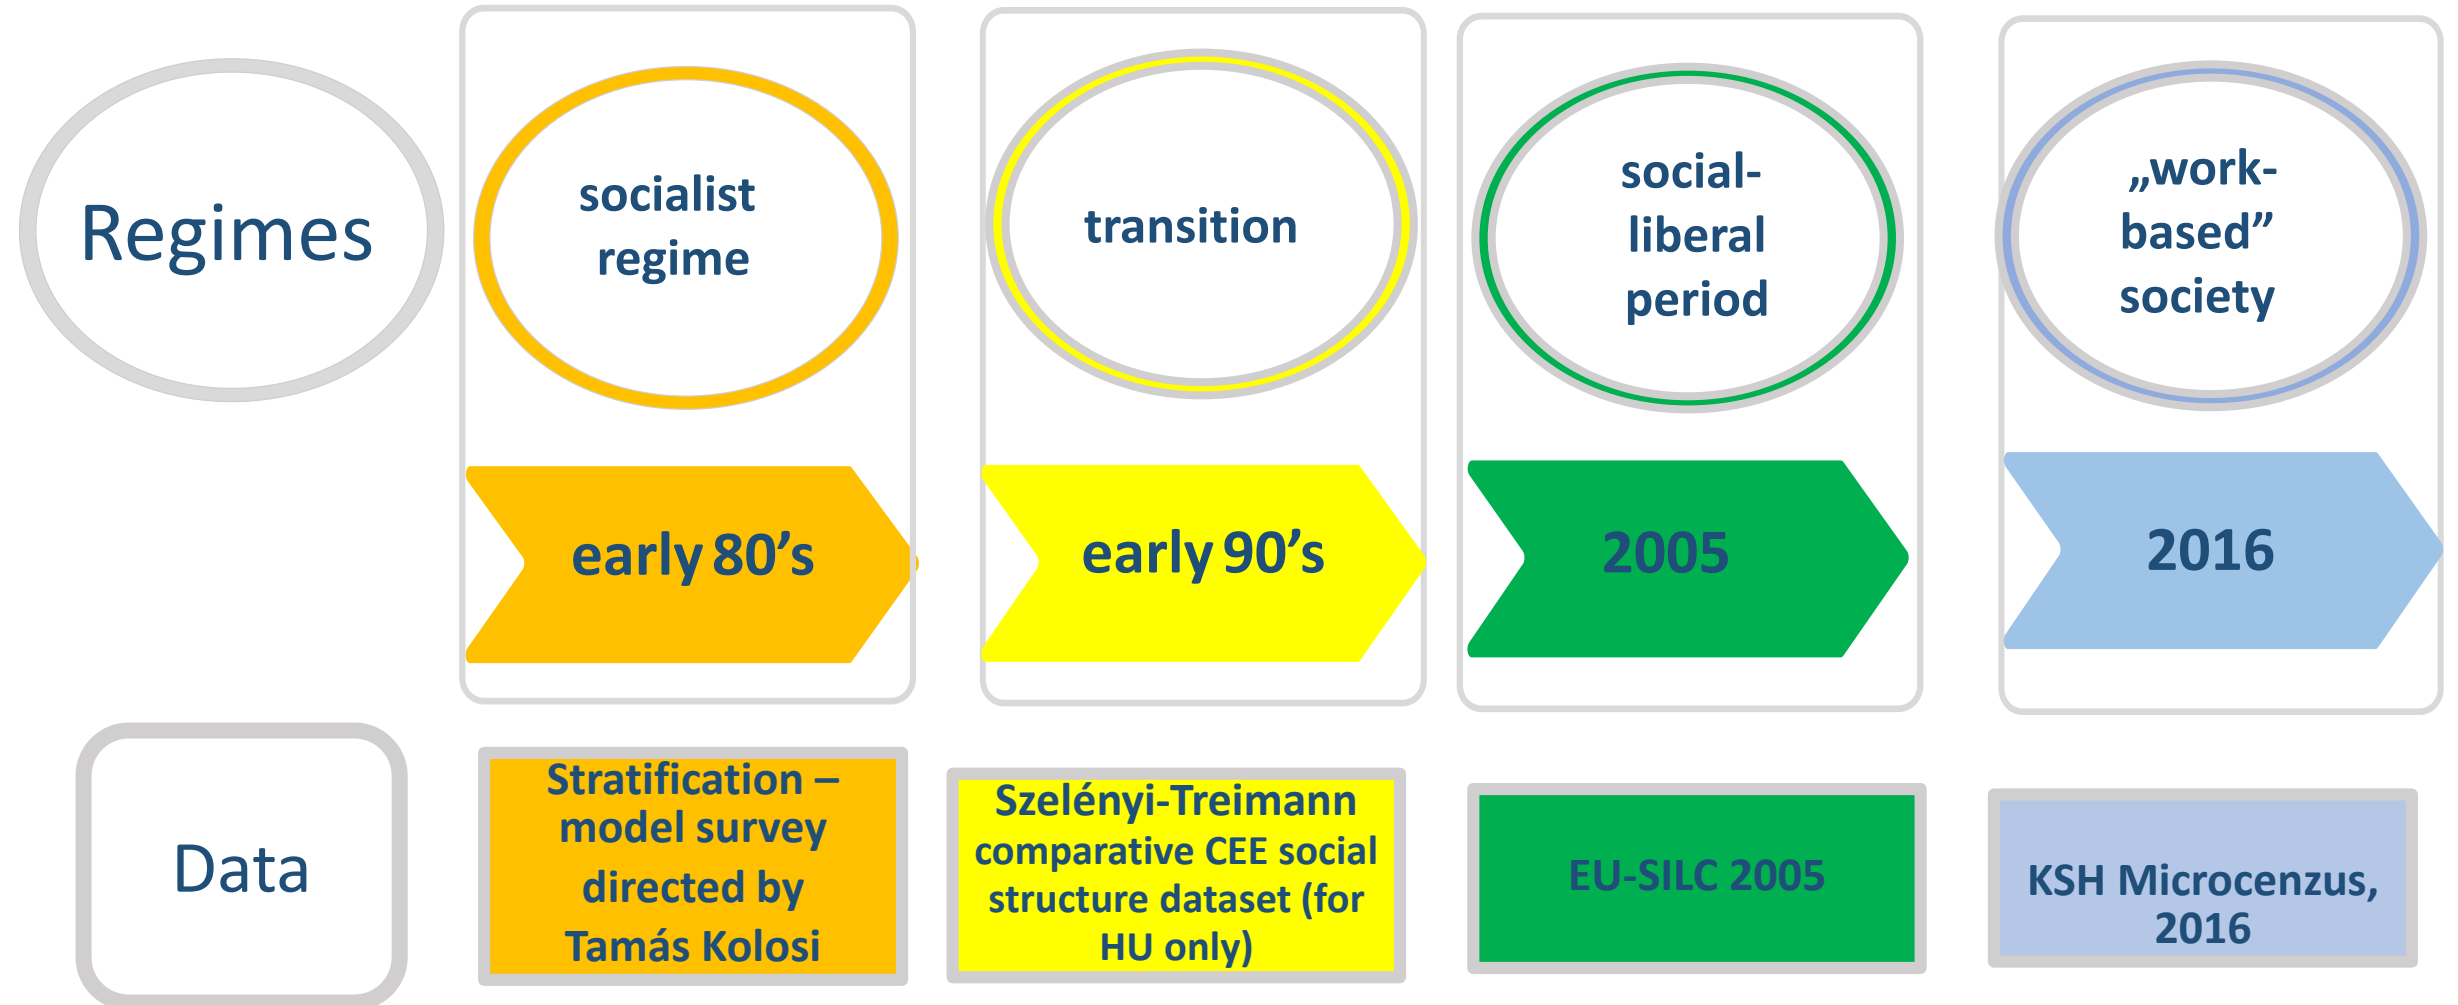 Regimes
socialist
regime
transition
social-
liberal
period
„work-
based”
society
early 80’s
early 90’s
2005
2016
Data
Stratification –
model survey
directed by
Tamás Kolosi
Szelényi-Treimann
comparative CEE social
structure dataset (for
HU only)
EU-SILC 2005
KSH Microcenzus,
2016